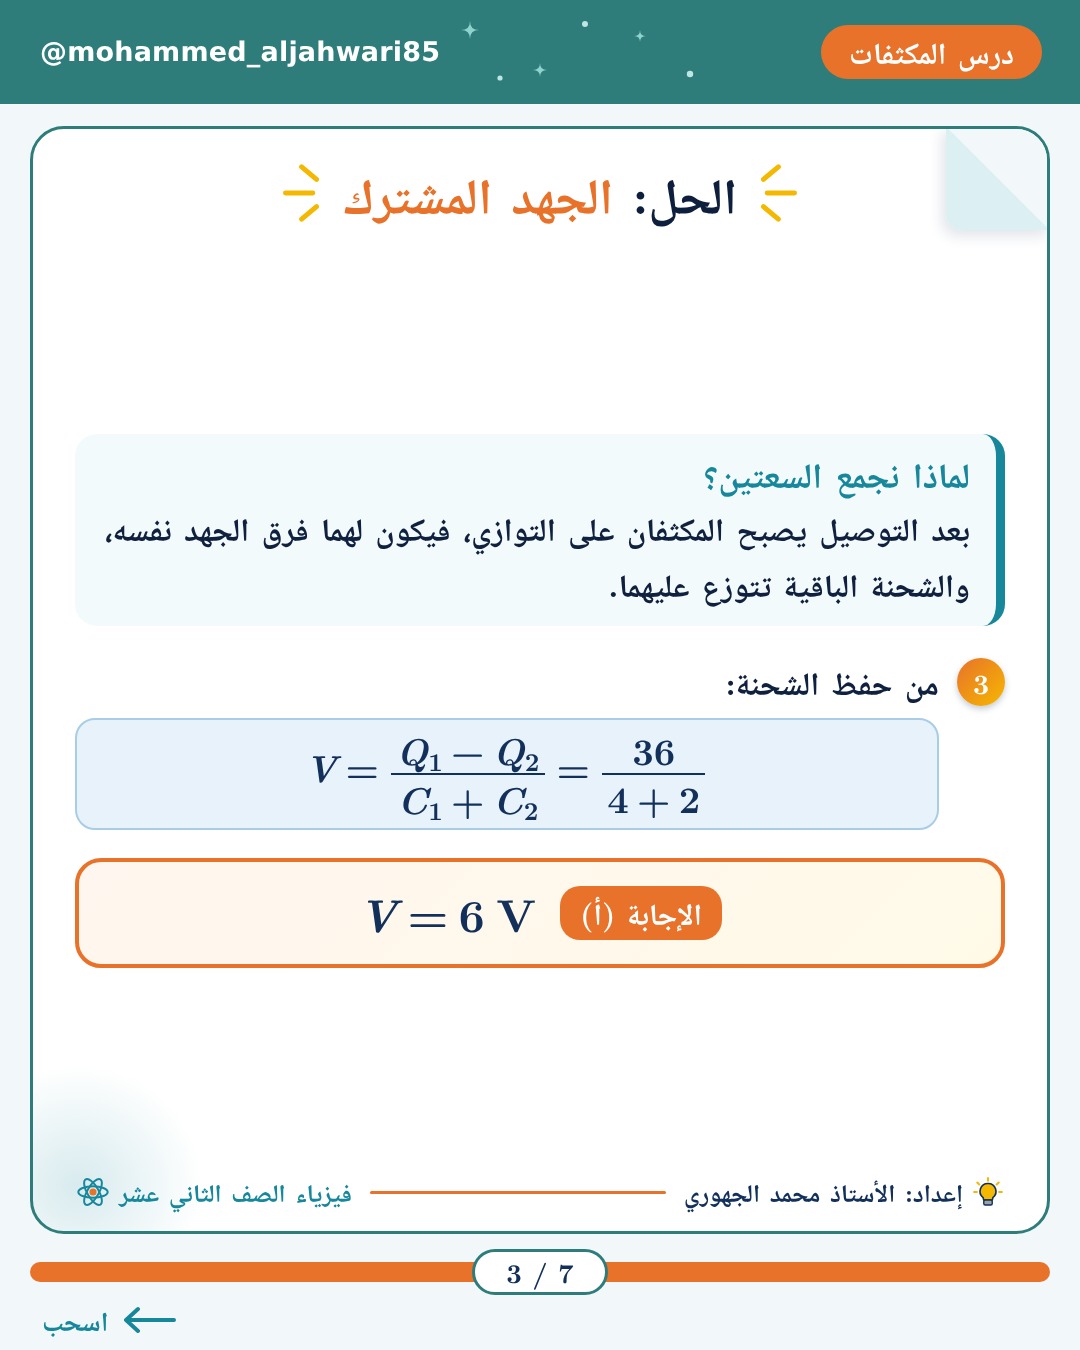 @mohammed_aljahwari85
درس المكثفات
الحل: الجهد المشترك
لماذا نجمع السعتين؟
بعد التوصيل يصبح المكثفان على التوازي، فيكون لهما فرق الجهد نفسه،
والشحنة الباقية تتوزع عليهما.
3 من حفظ الشحنة:
V = (Q₁ − Q₂) / (C₁ + C₂) = 36 / (4 + 2)
الإجابة (أ) V = 6 V
إعداد: الأستاذ محمد الجهوري
فيزياء الصف الثاني عشر
3 / 7
اسحب